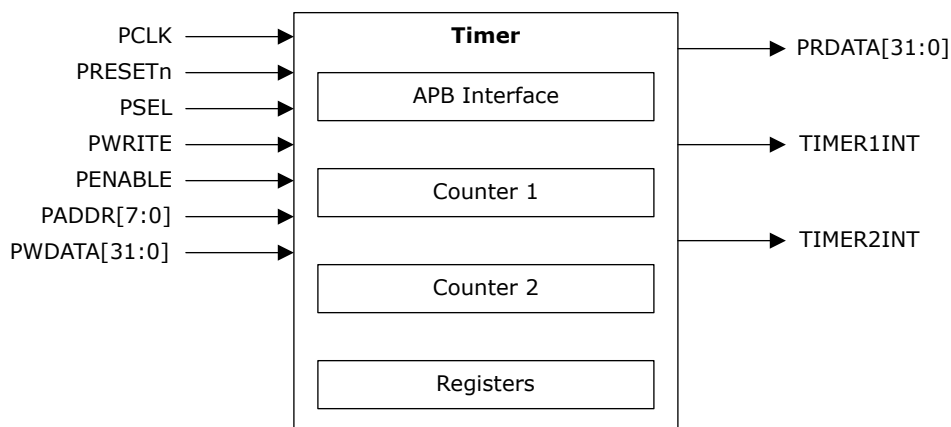 PCLK
PRESETn
PSEL
PWRITE
PENABLE
PADDR[7:0]
PWDATA[31:0]
Timer
APB Interface
Counter 1
Counter 2
Registers
PRDATA[31:0]
TIMER1INT
TIMER2INT